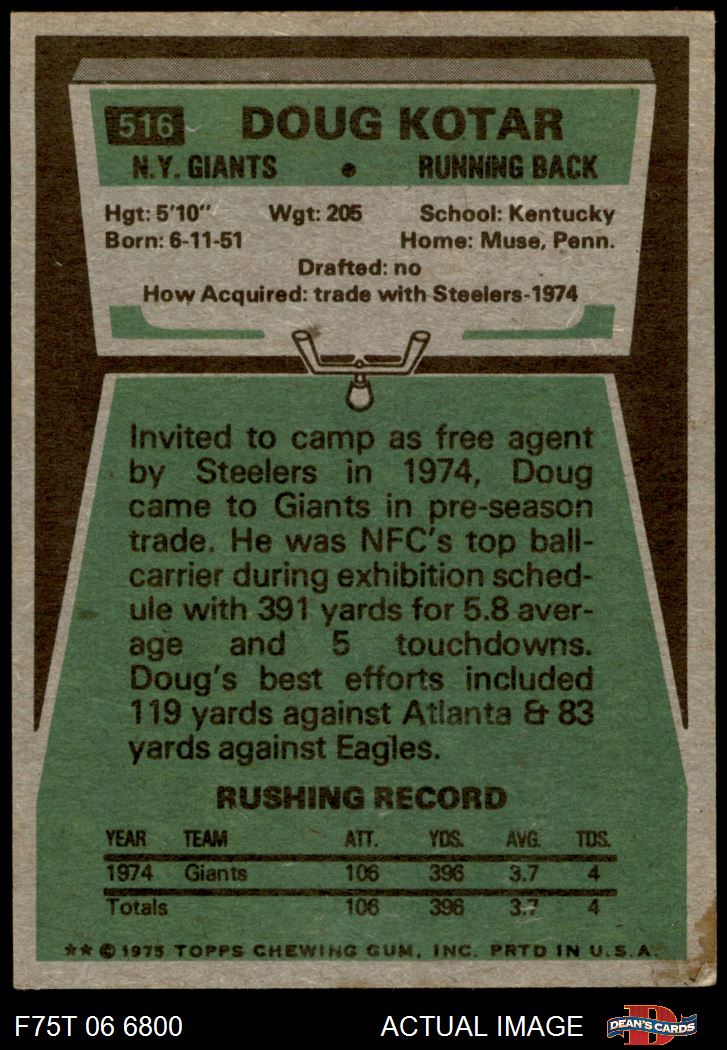 516 DOUG KOTAR
N.Y. GIANTS • RUNNING BACK
Hgt: 5'10" Wgt: 205 School: Kentucky
Born: 6-11-51 Home: Muse, Penn.
Drafted: no
How Acquired: trade with Steelers-1974
Invited to camp as free agent
by Steelers in 1974, Doug
came to Giants in pre-season
trade. He was NFC's top ball-
carrier during exhibition sched-
ule with 391 yards for 5.8 aver-
age and 5 touchdowns.
Doug's best efforts included
119 yards against Atlanta & 83
yards against Eagles.
RUSHING RECORD
YEAR TEAM ATT. YDS. AVG. TDS.
1974 Giants 106 396 3.7 4
Totals 106 396 3.7 4
** © 1975 TOPPS CHEWING GUM, INC. PRTD IN U.S.A.
F75T 06 6800 ACTUAL IMAGE D DEAN'S CARDS